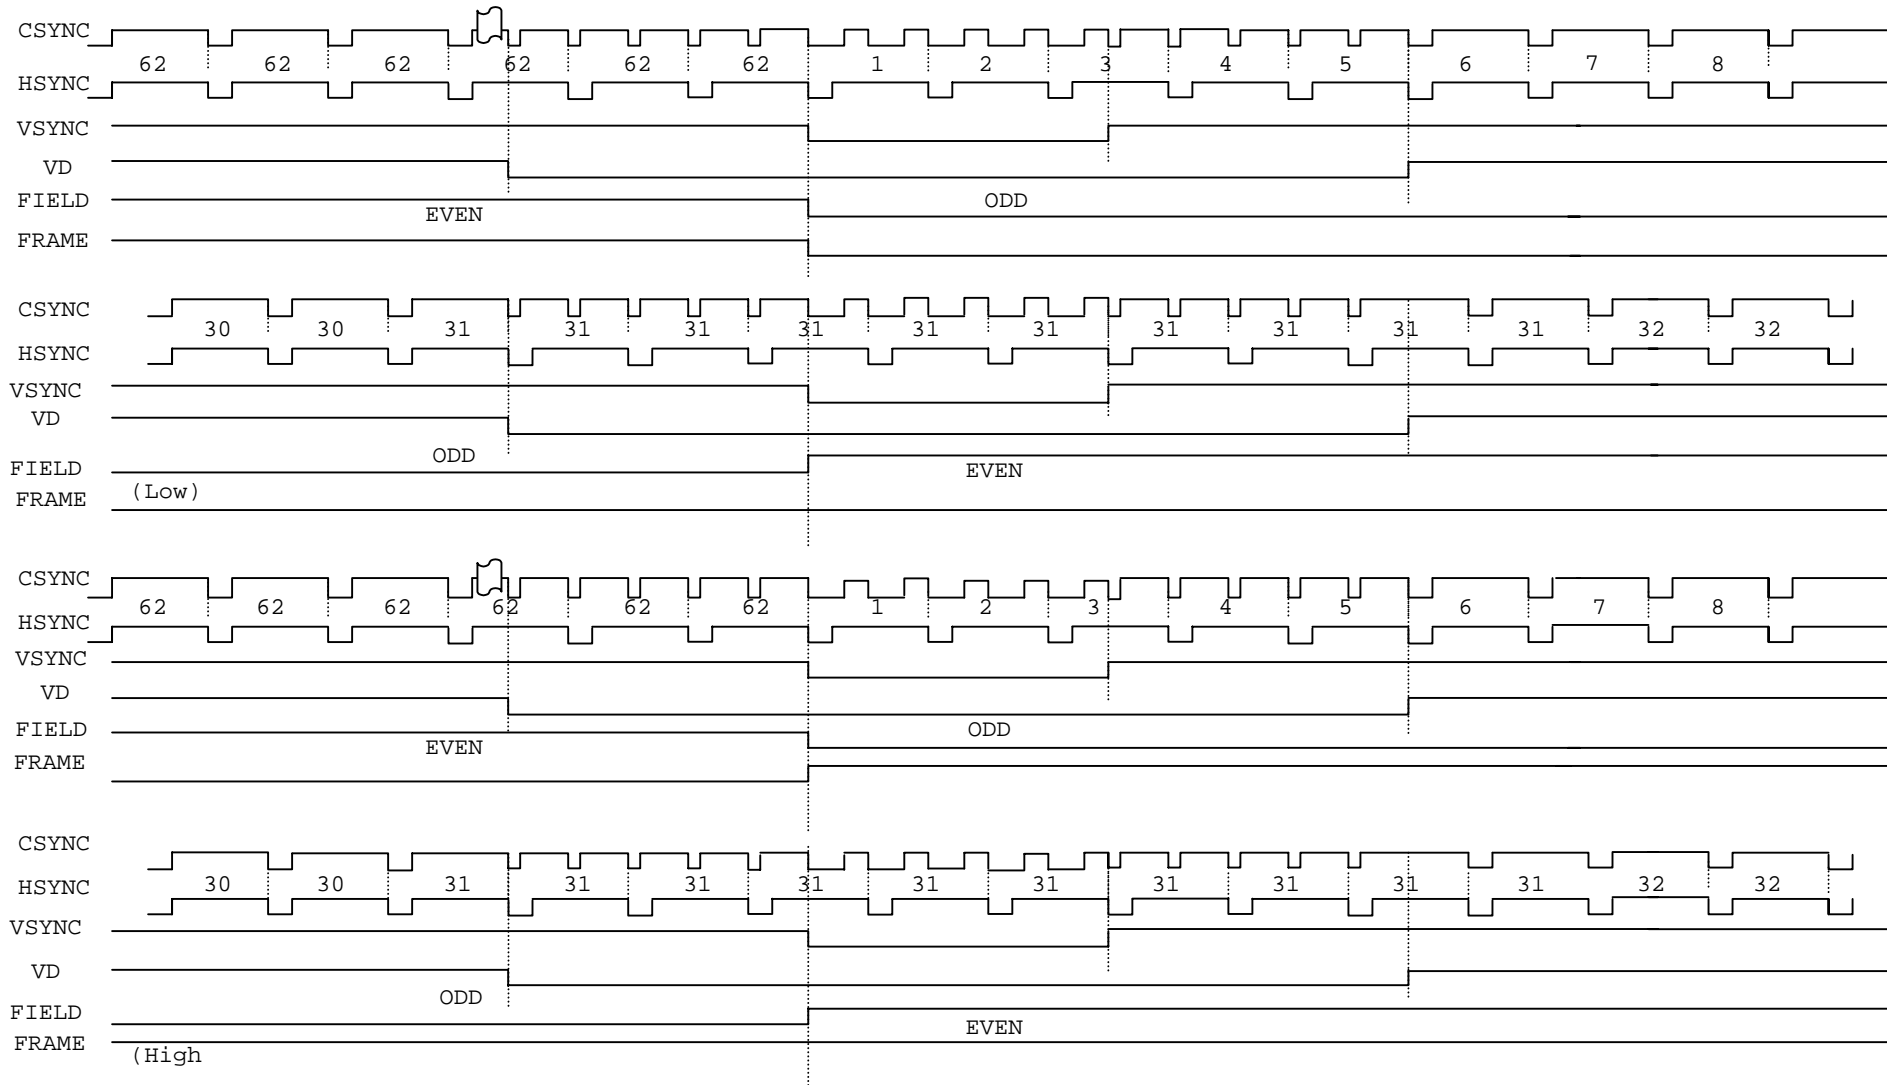 CSYNC
62 62 62 62 62 62 1 2 3 4 5 6 7 8
HSYNC
VSYNC
VD
FIELD EVEN ODD
FRAME
CSYNC
30 30 31 31 31 31 31 31 31 31 31 31 32 32
HSYNC
VSYNC
VD
ODD
FIELD EVEN
(Low)
FRAME
CSYNC
62 62 62 62 62 62 1 2 3 4 5 6 7 8
HSYNC
VSYNC
VD
FIELD ODD
EVEN
FRAME
CSYNC
30 30 31 31 31 31 31 31 31 31 31 31 32 32
HSYNC
VSYNC
VD
ODD
FIELD
EVEN
FRAME
(High